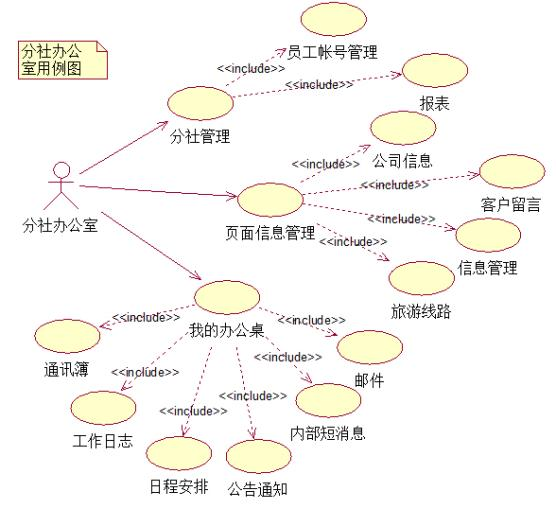 分社办公
室用例图
员工帐号管理
<<include>>
<<include>>
报表
分社管理
<<include>>
公司信息
<<include>>
客户留言
分社办公室
页面信息管理
<<include>>
<<include>>
信息管理
旅游线路
<<include>>
我的办公桌
<<include>>
通讯簿
<<include>>
邮件
<<include>>
工作日志
<<include>>
<<include>>
内部短消息
日程安排
公告通知